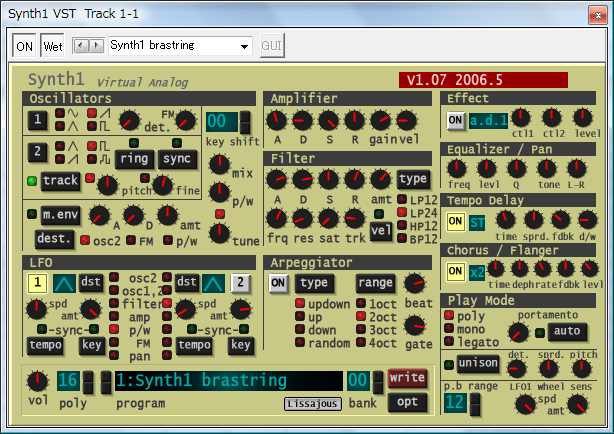 Synth1 VST  Track 1-1
ON Wet Synth1 brastring GUI
Synth1 Virtual Analog V1.07 2006.5
Oscillators
1 FM
det.
2 ring sync
track pitch fine
m.env A D amt
dest. osc2 FM p/w
00
key shift
mix
p/w
tune
Amplifier
A D S R gain vel
Filter
type
A D S R amt LP12
LP24
HP12
BP12
frq res sat trk vel
Effect
ON a.d.1
ctl1 ctl2 level
Equalizer / Pan
freq levl Q tone L-R
Tempo Delay
ON ST
time sprd. fdbk d/w
Chorus / Flanger
ON x2
time dephrate fdbk levl
LFO
1 dst osc2 dst 2
osc1,2
spd filter spd
amt amp amt
-sync- p/w -sync-
tempo key FM tempo key
pan
Arpeggiator
ON type range
beat
updown 1oct
up 2oct
down 3oct
random 4oct
gate
Play Mode
poly portamento
mono auto
legato
unison det. sprd. pitch
p.b range LFO1 wheel sens
12 spd
amt
vol 16 1:Synth1 brastring 00 write
poly program Lissajous bank opt